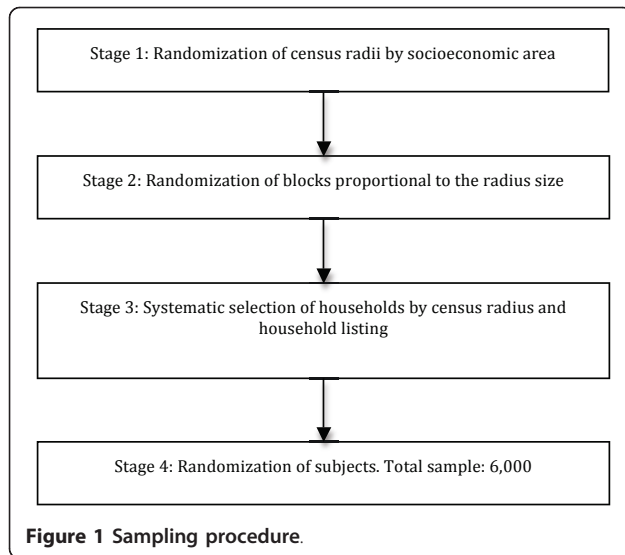 Stage 1: Randomization of census radii by socioeconomic area
Stage 2: Randomization of blocks proportional to the radius size
Stage 3: Systematic selection of households by census radius and
household listing
Stage 4: Randomization of subjects. Total sample: 6,000
Figure 1 Sampling procedure.